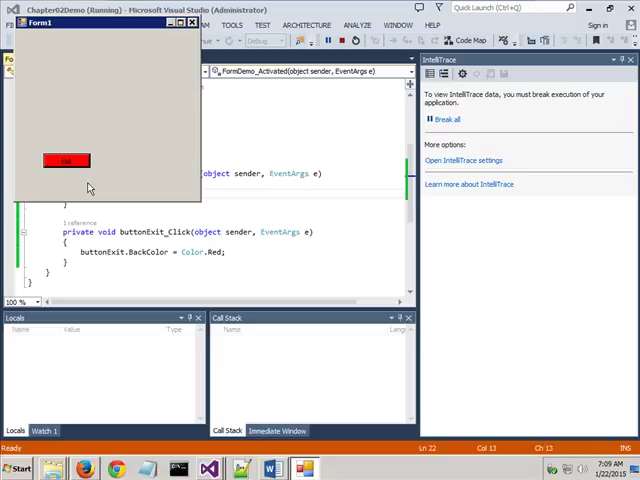 Chapter02Demo (Running) - Microsoft Visual Studio (Administrator)
Quick Launch (Ctrl+Q)
Form1
TOOLS
TEST
ARCHITECTURE
ANALYZE
WINDOW
HELP
Sign in
Code Map
FormDemo_Activated(object sender, EventArgs e)
IntelliTrace
To view IntelliTrace data, you must break execution of your
application.
Break all
More options:
Open IntelliTrace settings
Learn more about IntelliTrace
Exit
(object sender, EventArgs e)
}
1 reference
private void buttonExit_Click(object sender, EventArgs e)
{
buttonExit.BackColor = Color.Red;
}
}
}
100 %
Locals
Name
Value
Type
Call Stack
Name
Lang
Locals
Watch 1
Call Stack
Immediate Window
Ready
Ln 22
Col 13
Ch 13
INS
Start
7:09 AM
1/22/2015